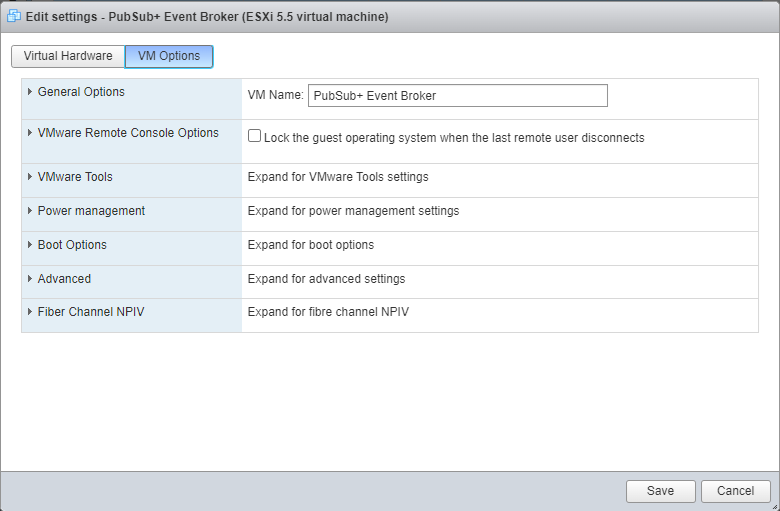 Edit settings - PubSub+ Event Broker (ESXi 5.5 virtual machine)
Virtual Hardware VM Options
General Options VM Name: PubSub+ Event Broker
VMware Remote Console Options Lock the guest operating system when the last remote user disconnects
VMware Tools Expand for VMware Tools settings
Power management Expand for power management settings
Boot Options Expand for boot options
Advanced Expand for advanced settings
Fiber Channel NPIV Expand for fibre channel NPIV
Save Cancel